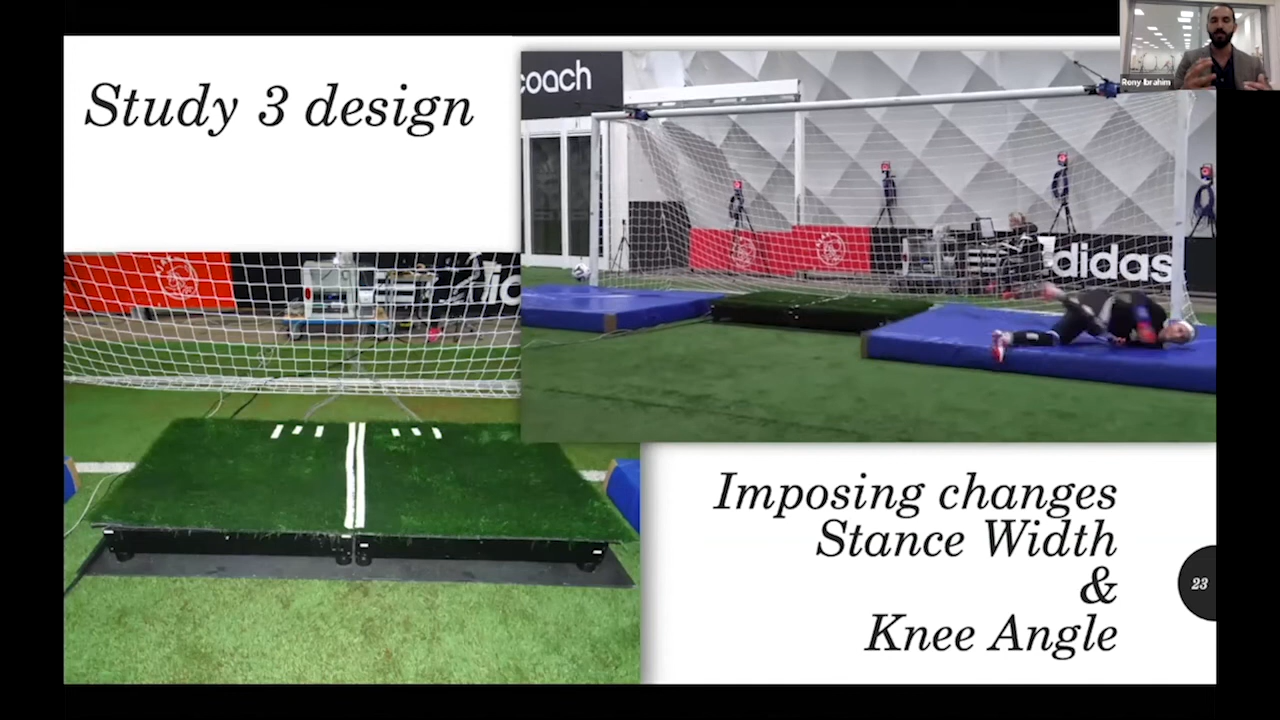 Study 3 design
coach
Rony Ibrahim
adidas
Imposing changes
Stance Width
&
Knee Angle
23